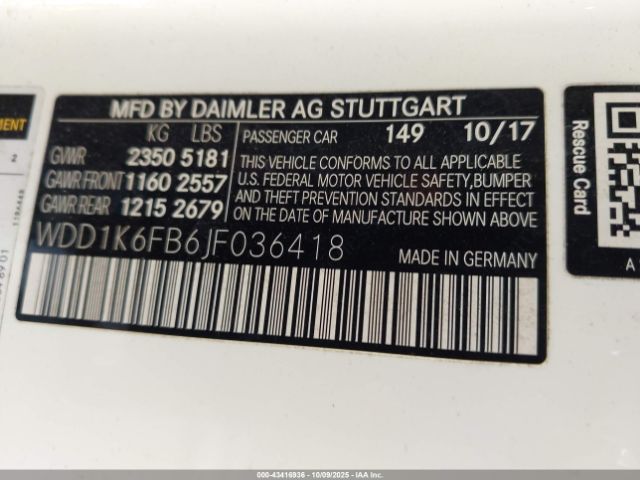 MFD BY DAIMLER AG STUTTGART
KG LBS
GVWR 2350 5181
GAWR FRONT 1160 2557
GAWR REAR 1215 2679
PASSENGER CAR 149 10/17
THIS VEHICLE CONFORMS TO ALL APPLICABLE
U.S. FEDERAL MOTOR VEHICLE SAFETY,BUMPER
AND THEFT PREVENTION STANDARDS IN EFFECT
ON THE DATE OF MANUFACTURE SHOWN ABOVE.
WDD1K6FB6JF036418
MADE IN GERMANY
Rescue Card
A
000-43416936 - 10/09/2025 - IAAI Inc.